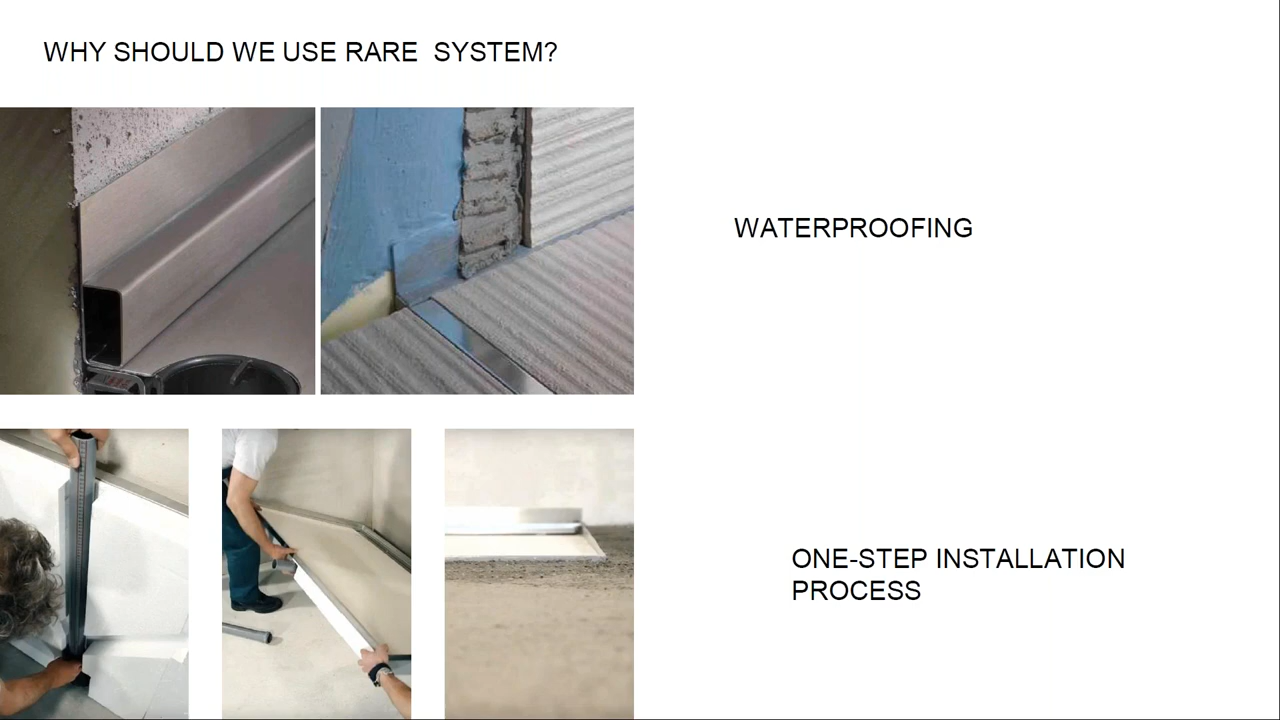 WHY SHOULD WE USE RARE  SYSTEM?
WATERPROOFING
ONE-STEP INSTALLATION
PROCESS